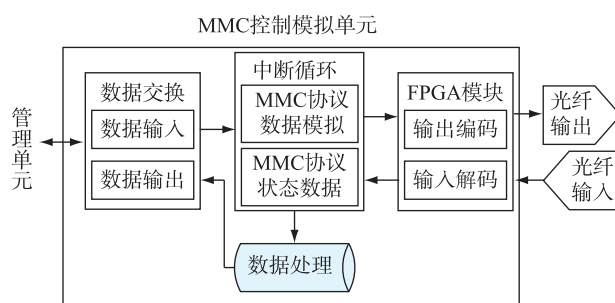 MMC控制模拟单元
管理单元
数据交换
数据输入
数据输出
中断循环
MMC协议
数据模拟
MMC协议
状态数据
FPGA模块
输出编码
输入解码
光纤
输出
光纤
输入
数据处理